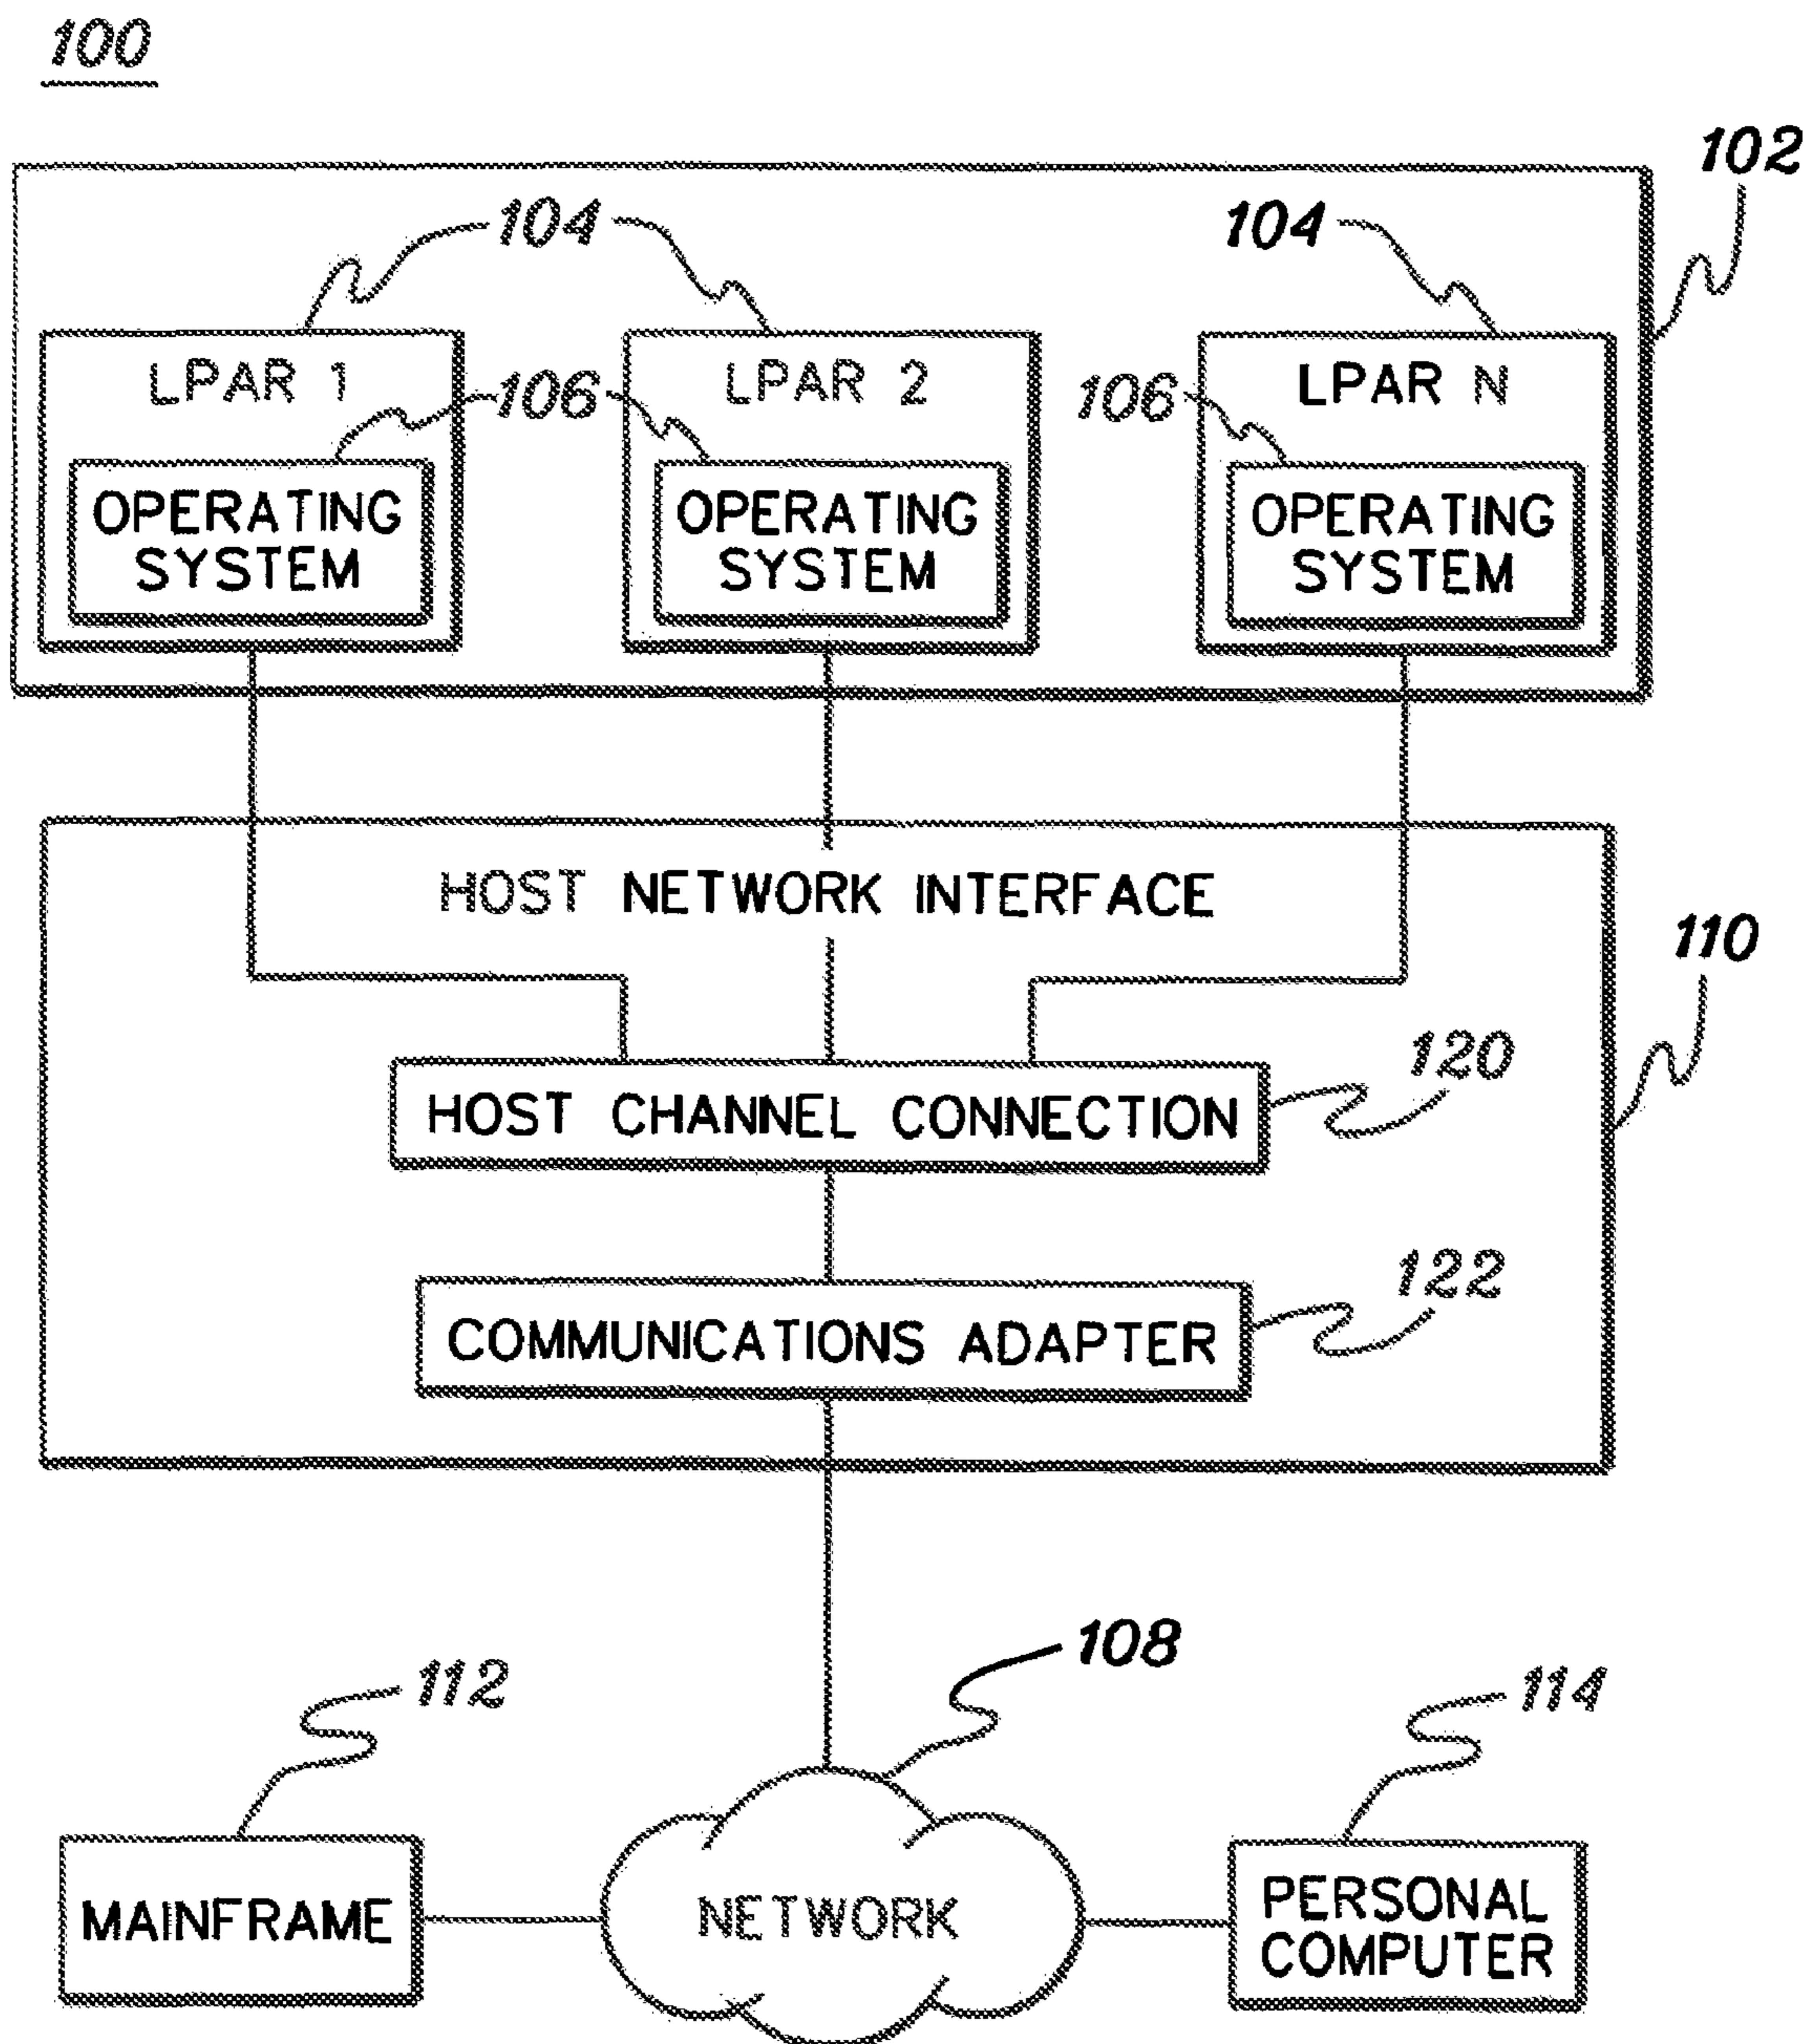 100
102
104
104
LPAR 1
LPAR 2
LPAR N
106
106
OPERATING
SYSTEM
OPERATING
SYSTEM
OPERATING
SYSTEM
HOST NETWORK INTERFACE
110
120
HOST CHANNEL CONNECTION
122
COMMUNICATIONS ADAPTER
108
112
114
MAINFRAME
NETWORK
PERSONAL
COMPUTER